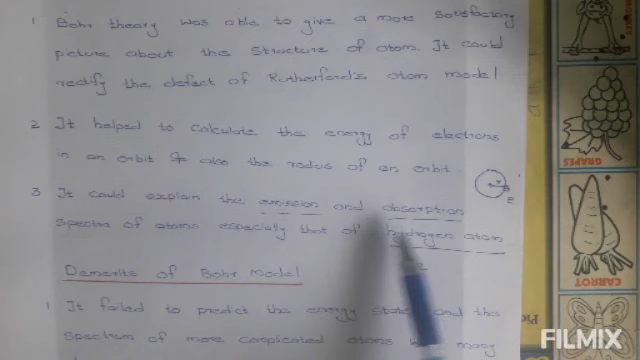 1 Bohr theory was able to give a more satisfactory
picture about the structure of atom. It could
rectify the defect of Rutherford's atom model
2 It helped to calculate the energy of electrons
in an orbit & also the radius of an orbit.
3 It could explain the emission and absorption
spectra of atoms especially that of hydrogen atom
Demerits of Bohr Model
1 It failed to predict the energy and the
spectrum of more complicated atoms many
GRAPES
CARROT
Pic
FILMIX